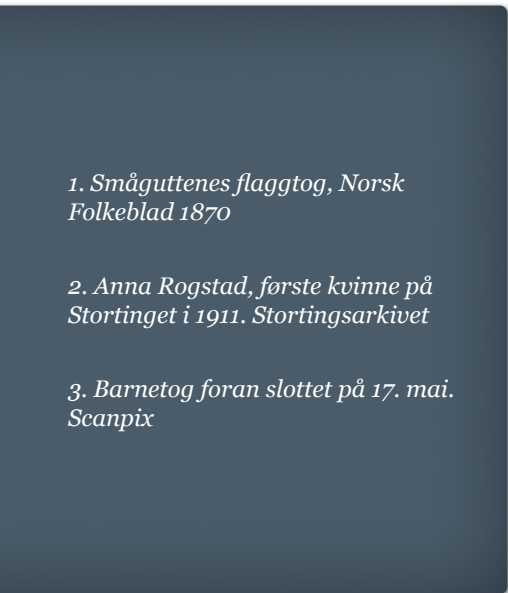 1. Småguttenes flaggtog, Norsk
Folkeblad 1870
2. Anna Rogstad, første kvinne på
Stortinget i 1911. Stortingsarkivet
3. Barnetog foran slottet på 17. mai.
Scanpix